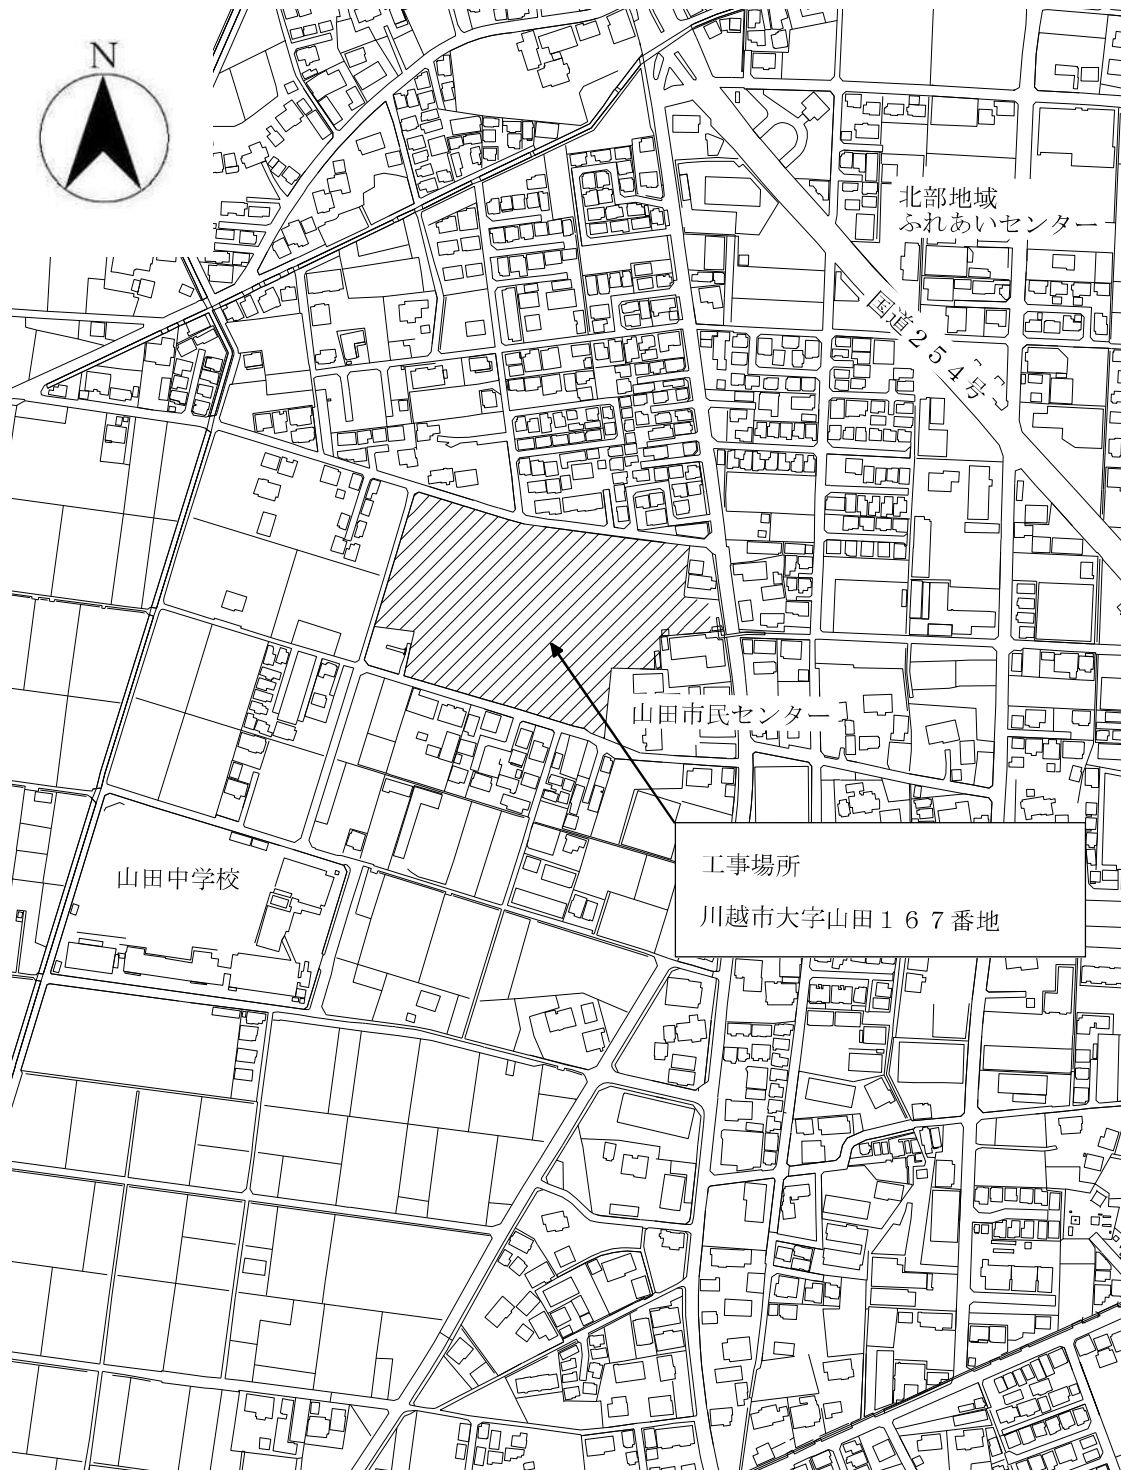 N
北部地域
ふれあいセンター
国道２５４号
山田市民センター
工事場所
川越市大字山田１６７番地
山田中学校